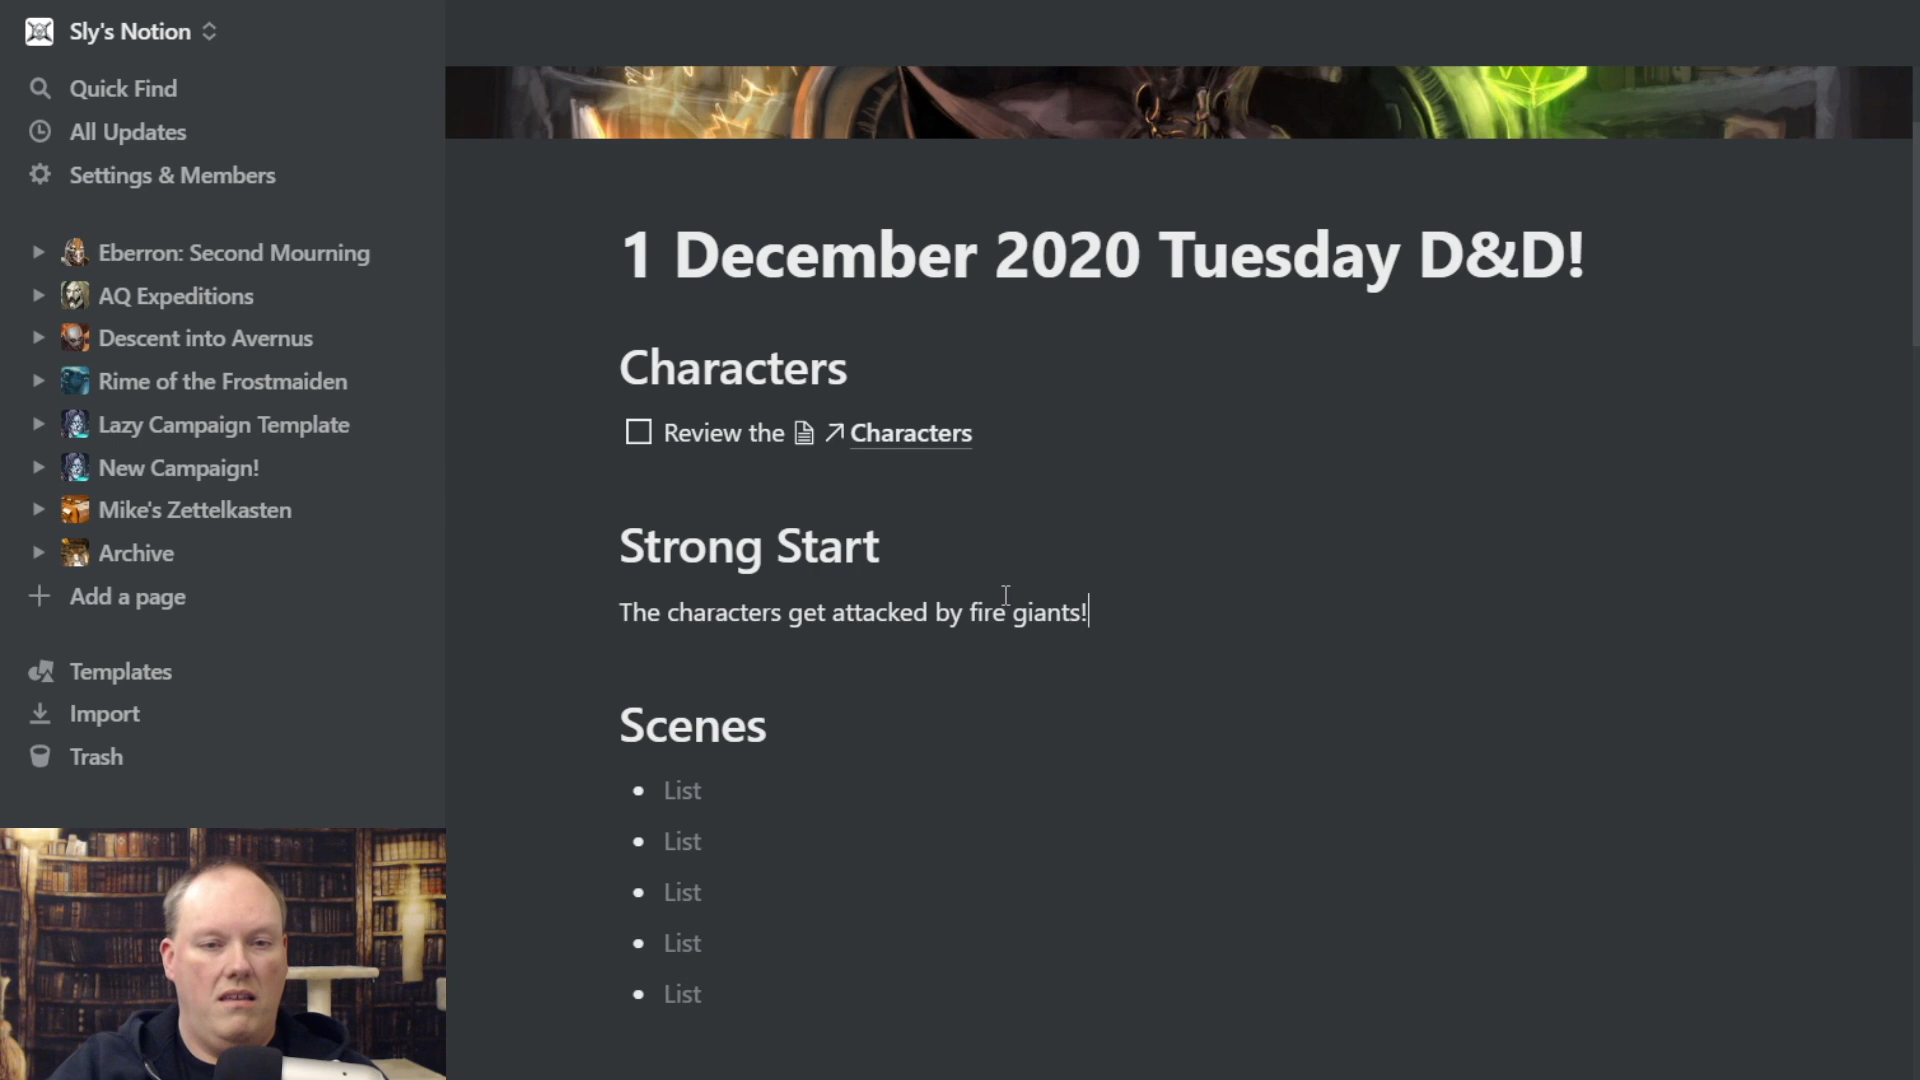 Sly's Notion
Quick Find
All Updates
Settings & Members
Eberron: Second Mourning
AQ Expeditions
Descent into Avernus
Rime of the Frostmaiden
Lazy Campaign Template
New Campaign!
Mike's Zettelkasten
Archive
Add a page
Templates
Import
Trash
1 December 2020 Tuesday D&D!
Characters
Review the Characters
Strong Start
The characters get attacked by fire giants!
Scenes
List
List
List
List
List